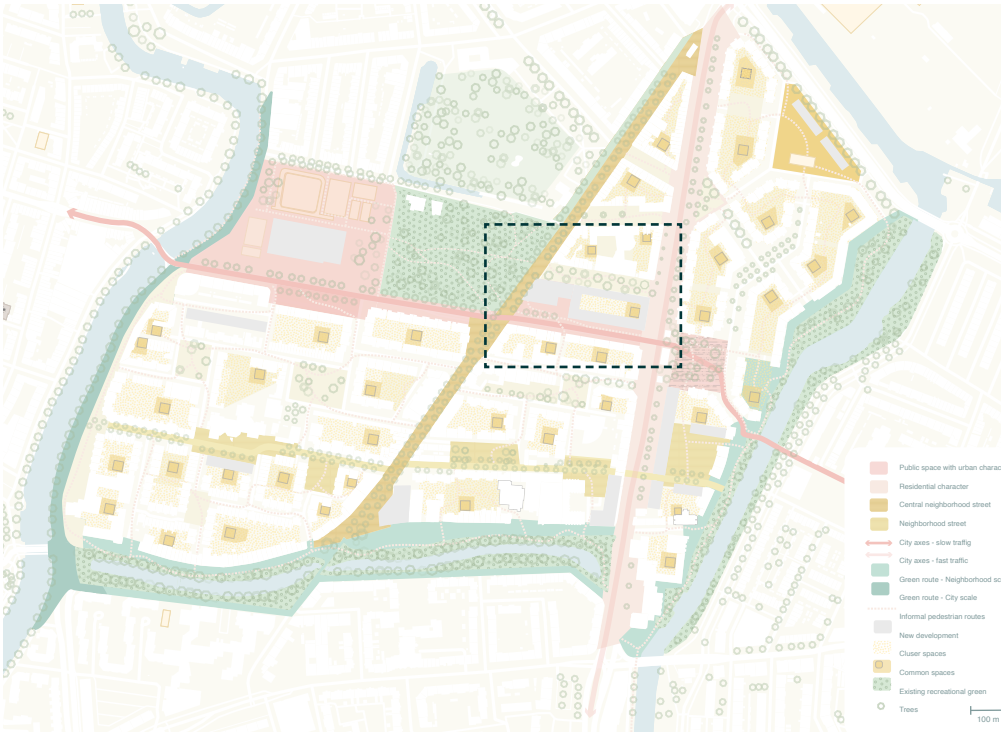 Public space with urban charac
Residential character
Central neighborhood street
Neighborhood street
City axes - slow traffig
City axes - fast traffic
Green route - Neighborhood sc
Green route - City scale
Informal pedestrian routes
New development
Cluser spaces
Common spaces
Existing recreational green
Trees
100 m